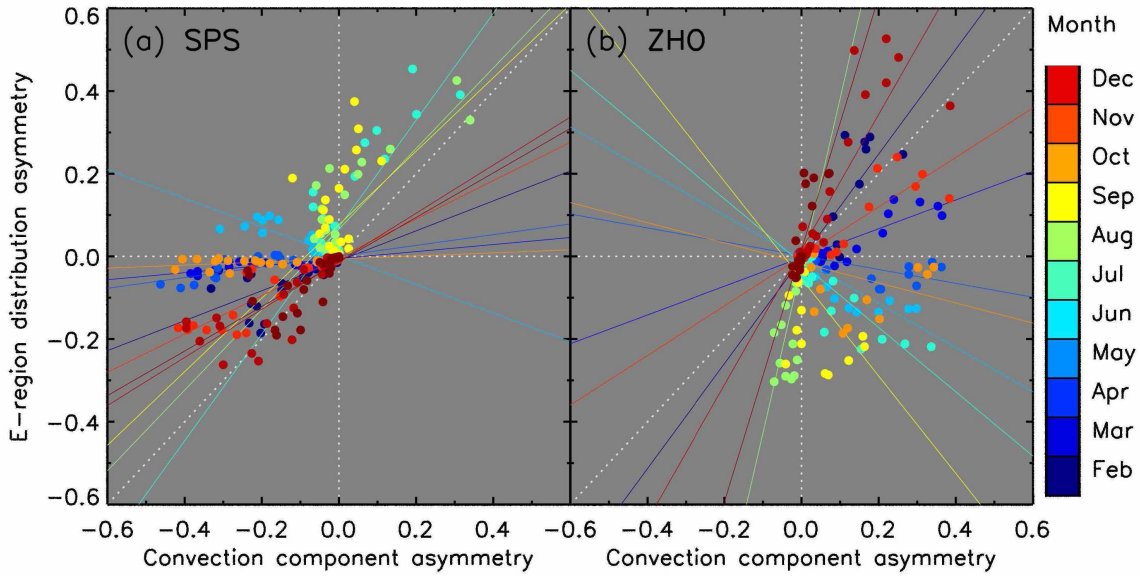 (a) SPS
(b) ZHO
E-region distribution asymmetry
0.6
0.4
0.2
0.0
−0.2
−0.4
−0.6
−0.6 −0.4 −0.2 0.0 0.2 0.4 −0.6 −0.4 −0.2 0.0 0.2 0.4 0.6
Convection component asymmetry
Convection component asymmetry
Month
Dec
Nov
Oct
Sep
Aug
Jul
Jun
May
Apr
Mar
Feb